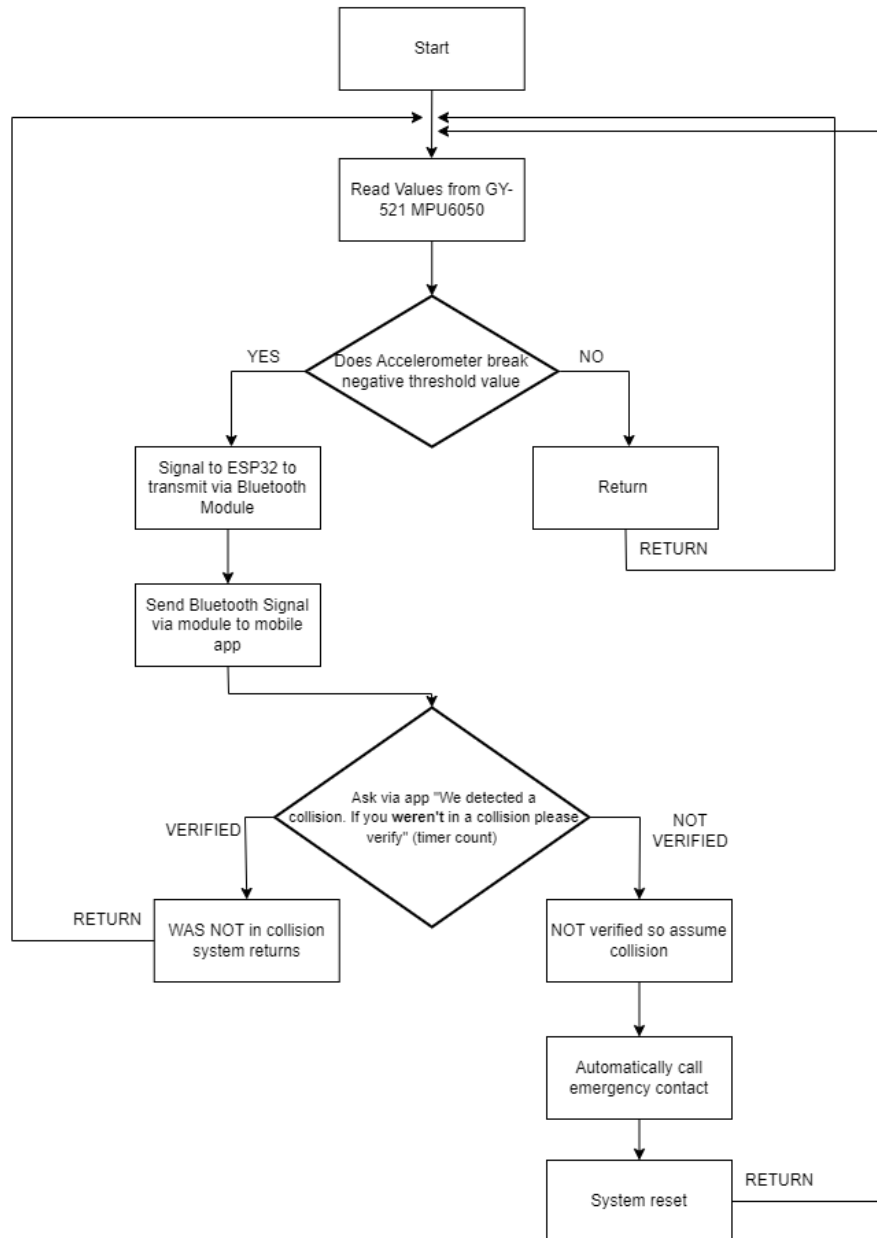 Start
Read Values from GY-
521 MPU6050
YES
Does Accelerometer break
negative threshold value
NO
Signal to ESP32 to
transmit via Bluetooth
Module
Return
RETURN
Send Bluetooth Signal
via module to mobile
app
Ask via app "We detected a
collision. If you weren't in a collision please
verify" (timer count)
VERIFIED
NOT
VERIFIED
RETURN
WAS NOT in collision
system returns
NOT verified so assume
collision
Automatically call
emergency contact
System reset
RETURN